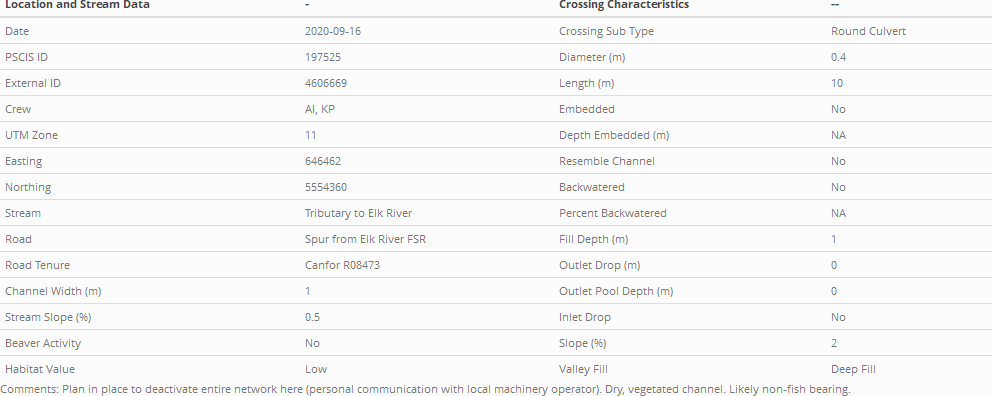 Location and Stream Data - Crossing Characteristics --
Date 2020-09-16 Crossing Sub Type Round Culvert
PSCIS ID 197525 Diameter (m) 0.4
External ID 4606669 Length (m) 10
Crew AI, KP Embedded No
UTM Zone 11 Depth Embedded (m) NA
Easting 646462 Resemble Channel No
Northing 5554360 Backwatered No
Stream Tributary to Elk River Percent Backwatered NA
Road Spur from Elk River FSR Fill Depth (m) 1
Road Tenure Canfor R08473 Outlet Drop (m) 0
Channel Width (m) 1 Outlet Pool Depth (m) 0
Stream Slope (%) 0.5 Inlet Drop No
Beaver Activity No Slope (%) 2
Habitat Value Low Valley Fill Deep Fill
Comments: Plan in place to deactivate entire network here (personal communication with local machinery operator). Dry, vegetated channel. Likely non-fish bearing.